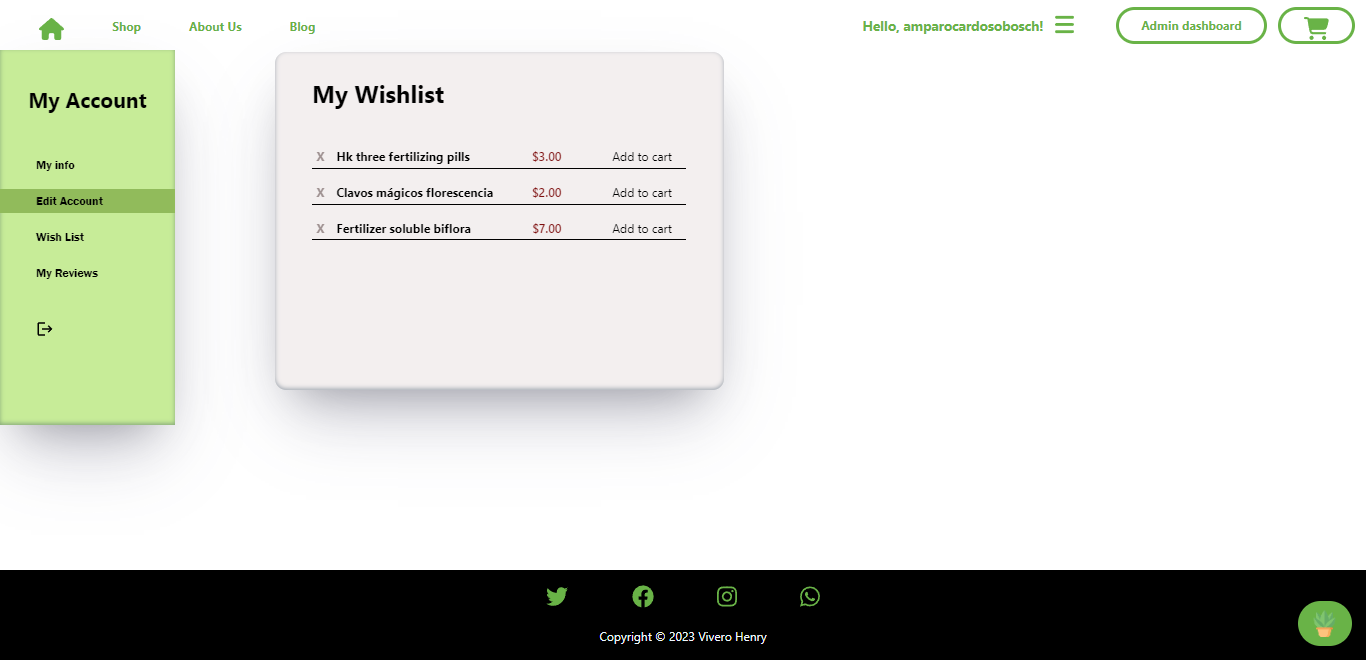 Shop About Us Blog Hello, amparocardosobosch! Admin dashboard
My Account
My info
Edit Account
Wish List
My Reviews
My Wishlist
X Hk three fertilizing pills $3.00 Add to cart
X Clavos mágicos florescencia $2.00 Add to cart
X Fertilizer soluble biflora $7.00 Add to cart
Copyright © 2023 Vivero Henry